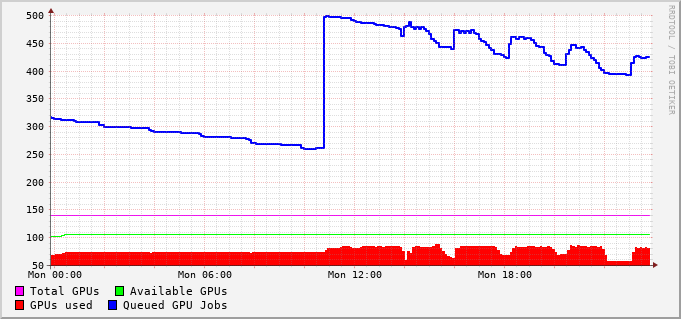 500
450
400
350
300
250
200
150
100
50
Mon 00:00 Mon 06:00 Mon 12:00 Mon 18:00
Total GPUs Available GPUs
GPUs used Queued GPU Jobs
RRDTOOL / TOBI OETIKER